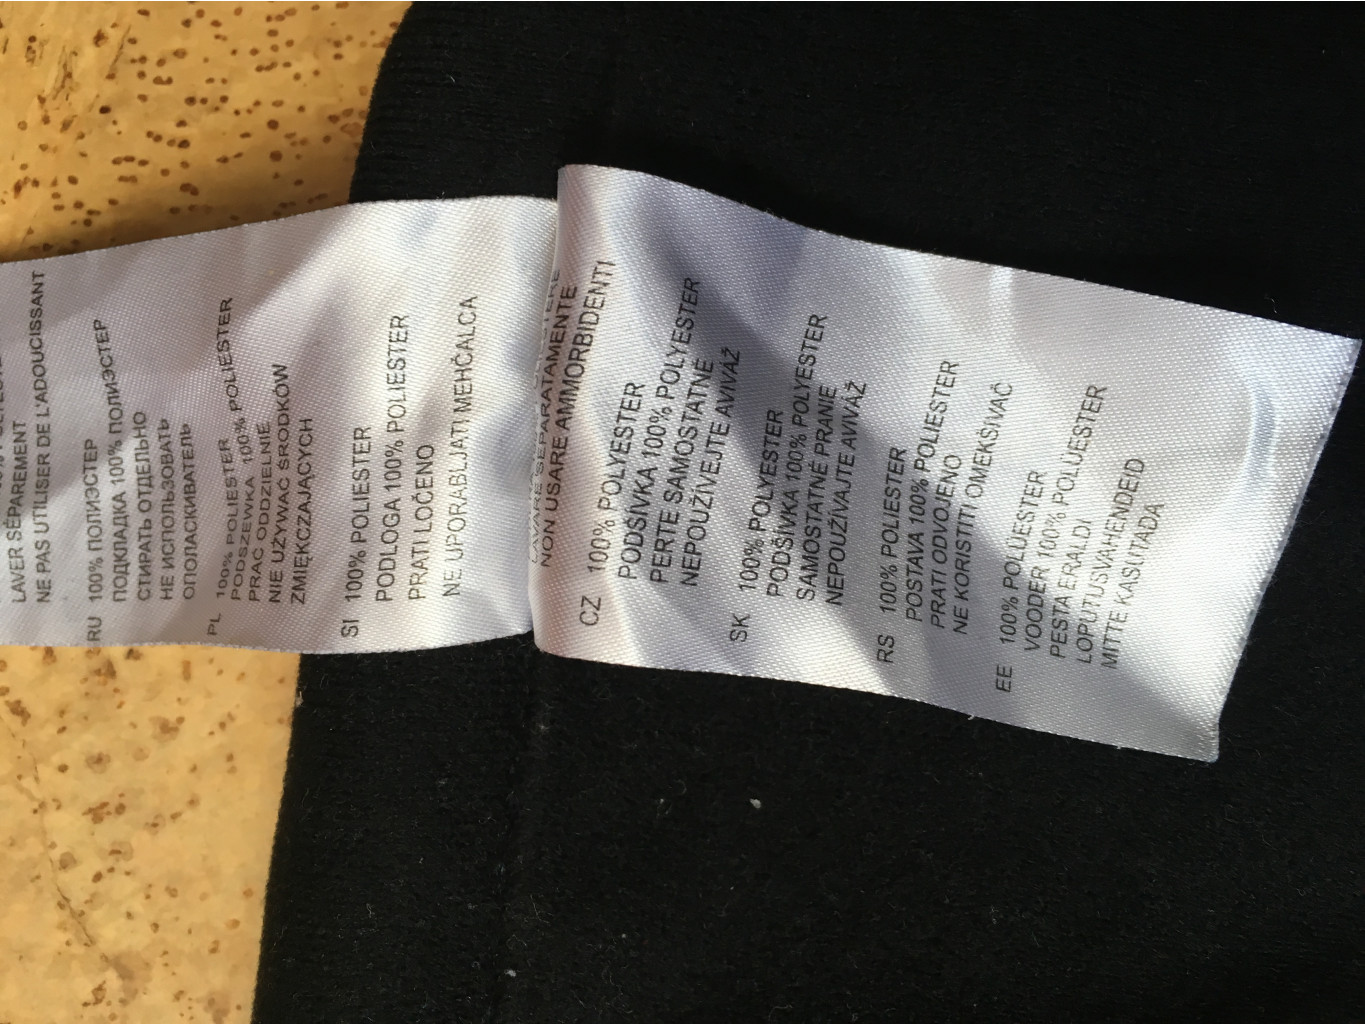 LAVER SÉPAREMENT
NE PAS UTILISER DE L'ADOUCISSANT
RU 100% ПОЛИЭСТЕР
ПОДКЛАДКА 100% ПОЛИЭСТЕР
СТИРАТЬ ОТДЕЛЬНО
НЕ ИСПОЛЬЗОВАТЬ
ОПОЛАСКИВАТЕЛЬ
PL 100% POLIESTER
PODSZEWKA 100% POLIESTER
PRAĆ ODDZIELNIE
NIE UŻYWAĆ ŚRODKÓW
ZMIĘKCZAJĄCYCH
SI 100% POLIESTER
PODLOGA 100% POLIESTER
PRATI LOČENO
NE UPORABLJATI MEHČALCA
LAVARE SEPARATAMENTE
NON USARE AMMORBIDENTI
CZ 100% POLYESTER
PODŠÍVKA 100% POLYESTER
PERTE SAMOSTATNĚ
NEPOUŽÍVEJTE AVIVÁŽ
SK 100% POLYESTER
PODŠÍVKA 100% POLYESTER
SAMOSTATNÉ PRANIE
NEPOUŽÍVAJTE AVIVÁŽ
RS 100% POLIESTER
POSTAVA 100% POLIESTER
PRATI ODVOJENO
NE KORISTITI OMEKSIVAČ
EE 100% POLUESTER
VOODER 100% POLUESTER
PESTA ERALDI
LOPUTUSVAHENDEID
MITTE KASUTADA